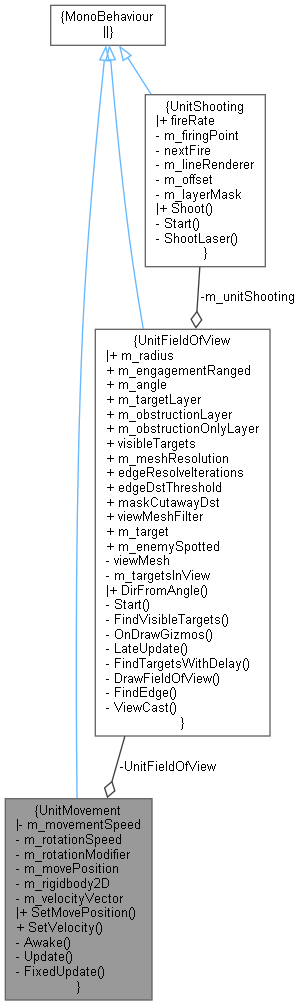 {MonoBehaviour
||}
{UnitShooting
|+ fireRate
- m_firingPoint
- nextFire
- m_lineRenderer
- m_offset
- m_layerMask
|+ Shoot()
- Start()
- ShootLaser()
}
-m_unitShooting
{UnitFieldOfView
|+ m_radius
+ m_engagementRanged
+ m_angle
+ m_targetLayer
+ m_obstructionLayer
+ m_obstructionOnlyLayer
+ visibleTargets
+ m_meshResolution
+ edgeResolveIterations
+ edgeDstThreshold
+ maskCutawayDst
+ viewMeshFilter
+ m_target
+ m_enemySpotted
- viewMesh
- m_targetsInView
|+ DirFromAngle()
- Start()
- FindVisibleTargets()
- OnDrawGizmos()
- LateUpdate()
- FindTargetsWithDelay()
- DrawFieldOfView()
- FindEdge()
- ViewCast()
}
-UnitFieldOfView
{UnitMovement
|- m_movementSpeed
- m_rotationSpeed
- m_rotationModifier
- m_movePosition
- m_rigidbody2D
- m_velocityVector
|+ SetMovePosition()
+ SetVelocity()
- Awake()
- Update()
- FixedUpdate()
}